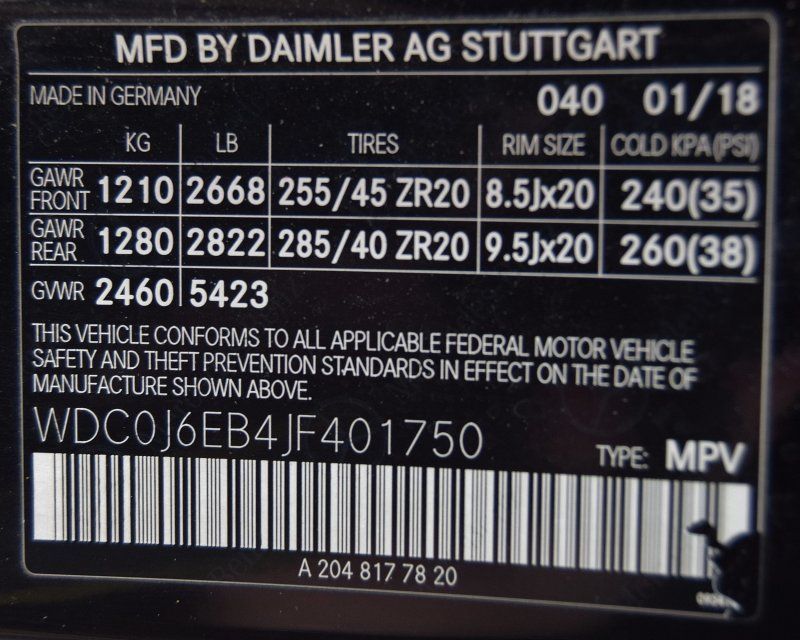 MFD BY DAIMLER AG STUTTGART
MADE IN GERMANY 040 01/18
KG LB TIRES RIM SIZE COLD KPA(PSI)
GAWR FRONT 1210 2668 255/45 ZR20 8.5Jx20 240(35)
GAWR REAR 1280 2822 285/40 ZR20 9.5Jx20 260(38)
GVWR 2460 5423
THIS VEHICLE CONFORMS TO ALL APPLICABLE FEDERAL MOTOR VEHICLE
SAFETY AND THEFT PREVENTION STANDARDS IN EFFECT ON THE DATE OF
MANUFACTURE SHOWN ABOVE.
WDC0J6EB4JF401750 TYPE: MPV
A 204 817 78 20